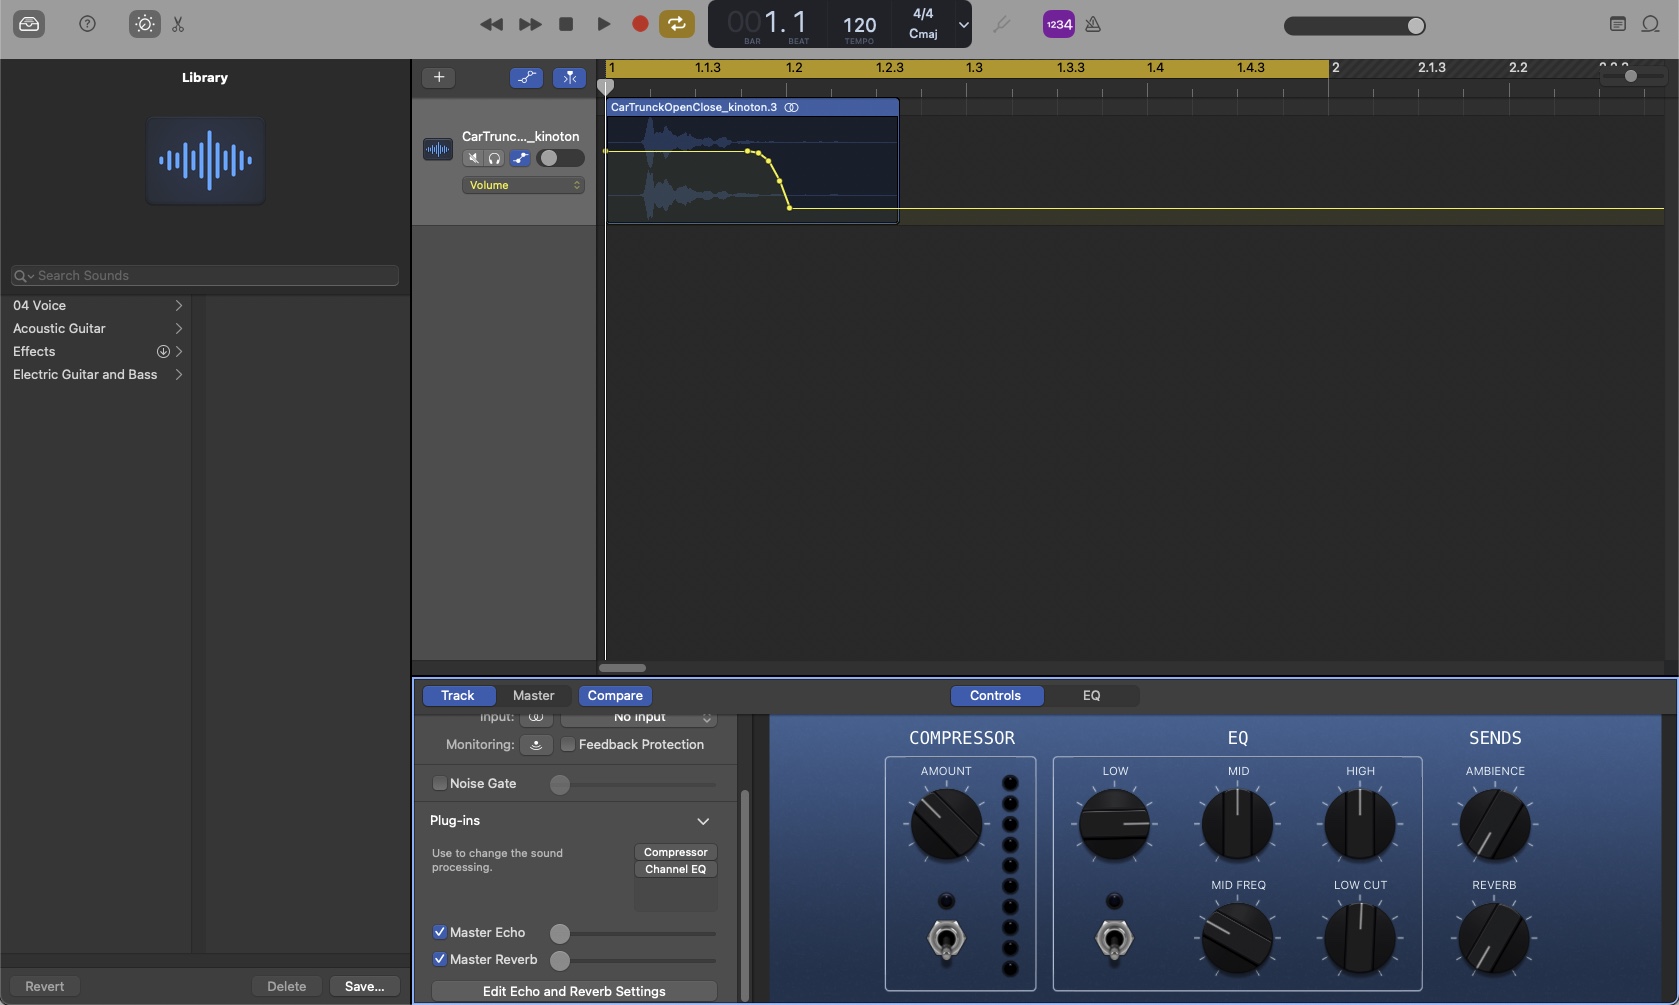 001.1
BAR
BEAT
120
TEMPO
4/4
Cmaj
1234
Library
1
1.1.3
1.2
1.2.3
1.3
1.3.3
1.4
1.4.3
2
2.1.3
2.2
CarTrunckOpenClose_kinoton.3
CarTrunc..._kinoton
Volume
Search Sounds
04 Voice
Acoustic Guitar
Effects
Electric Guitar and Bass
Track
Master
Compare
Controls
EQ
Input:
No Input
Monitoring:
Feedback Protection
Noise Gate
Plug-ins
Use to change the sound
processing.
Compressor
Channel EQ
Master Echo
Master Reverb
Edit Echo and Reverb Settings
COMPRESSOR
EQ
SENDS
AMOUNT
LOW
MID
HIGH
AMBIENCE
MID FREQ
LOW CUT
REVERB
Revert
Delete
Save...